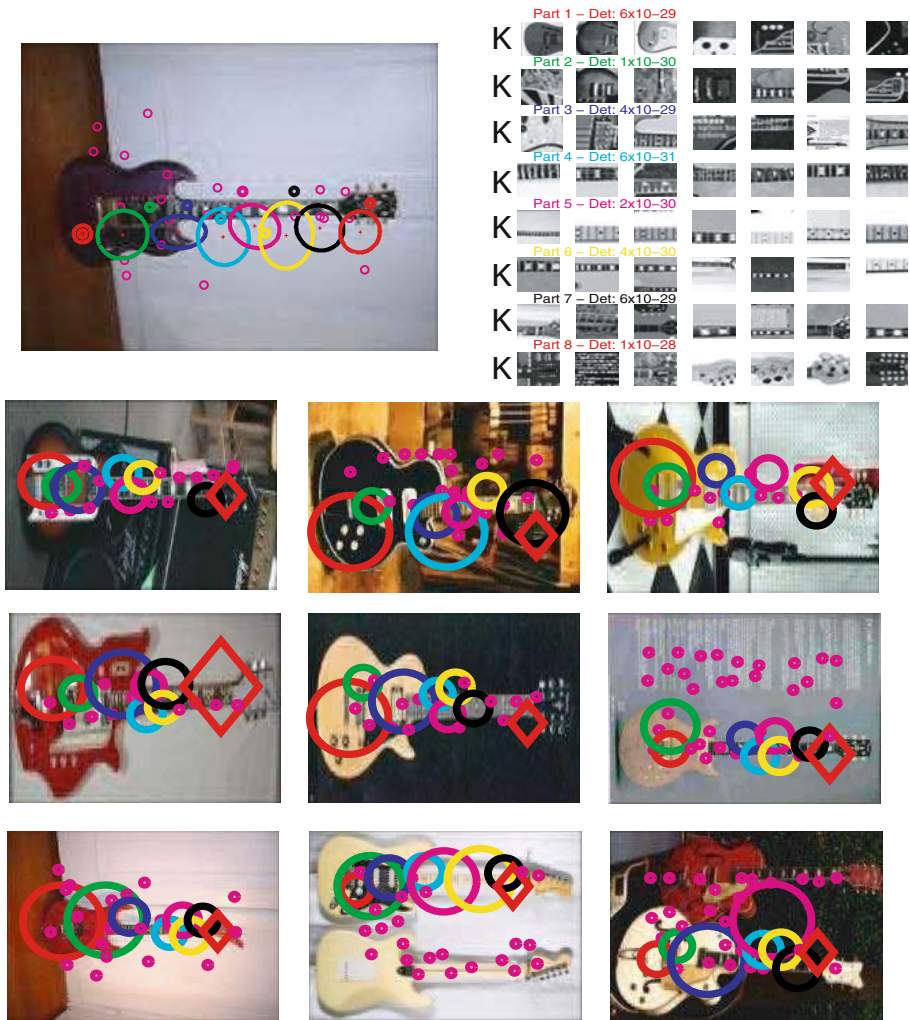 Part 1 – Det: 6x10–29
K
Part 2 – Det: 1x10–30
K
Part 3 – Det: 4x10–29
K
Part 4 – Det: 6x10–31
K
Part 5 – Det: 2x10–30
K
Part 6 – Det: 4x10–30
K
Part 7 – Det: 6x10–29
K
Part 8 – Det: 1x10–28
K